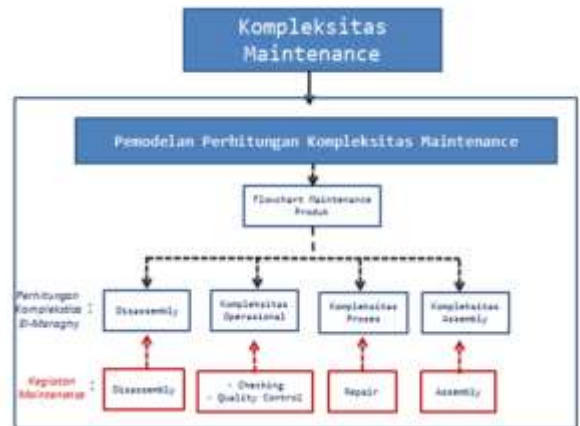 Kompleksitas
Maintenance
Pemodelan Perhitungan Kompleksitas Maintenance
Flowchart Maintenance
Produk
Perhitungan
Kompleksitas
El-Maraghy
:
Disassembly
Kompleksitas
Operasional
Kompleksitas
Proses
Kompleksitas
Assembly
Kegiatan
Maintenance
:
Disassembly
- Checking
- Quality Control
Repair
Assembly